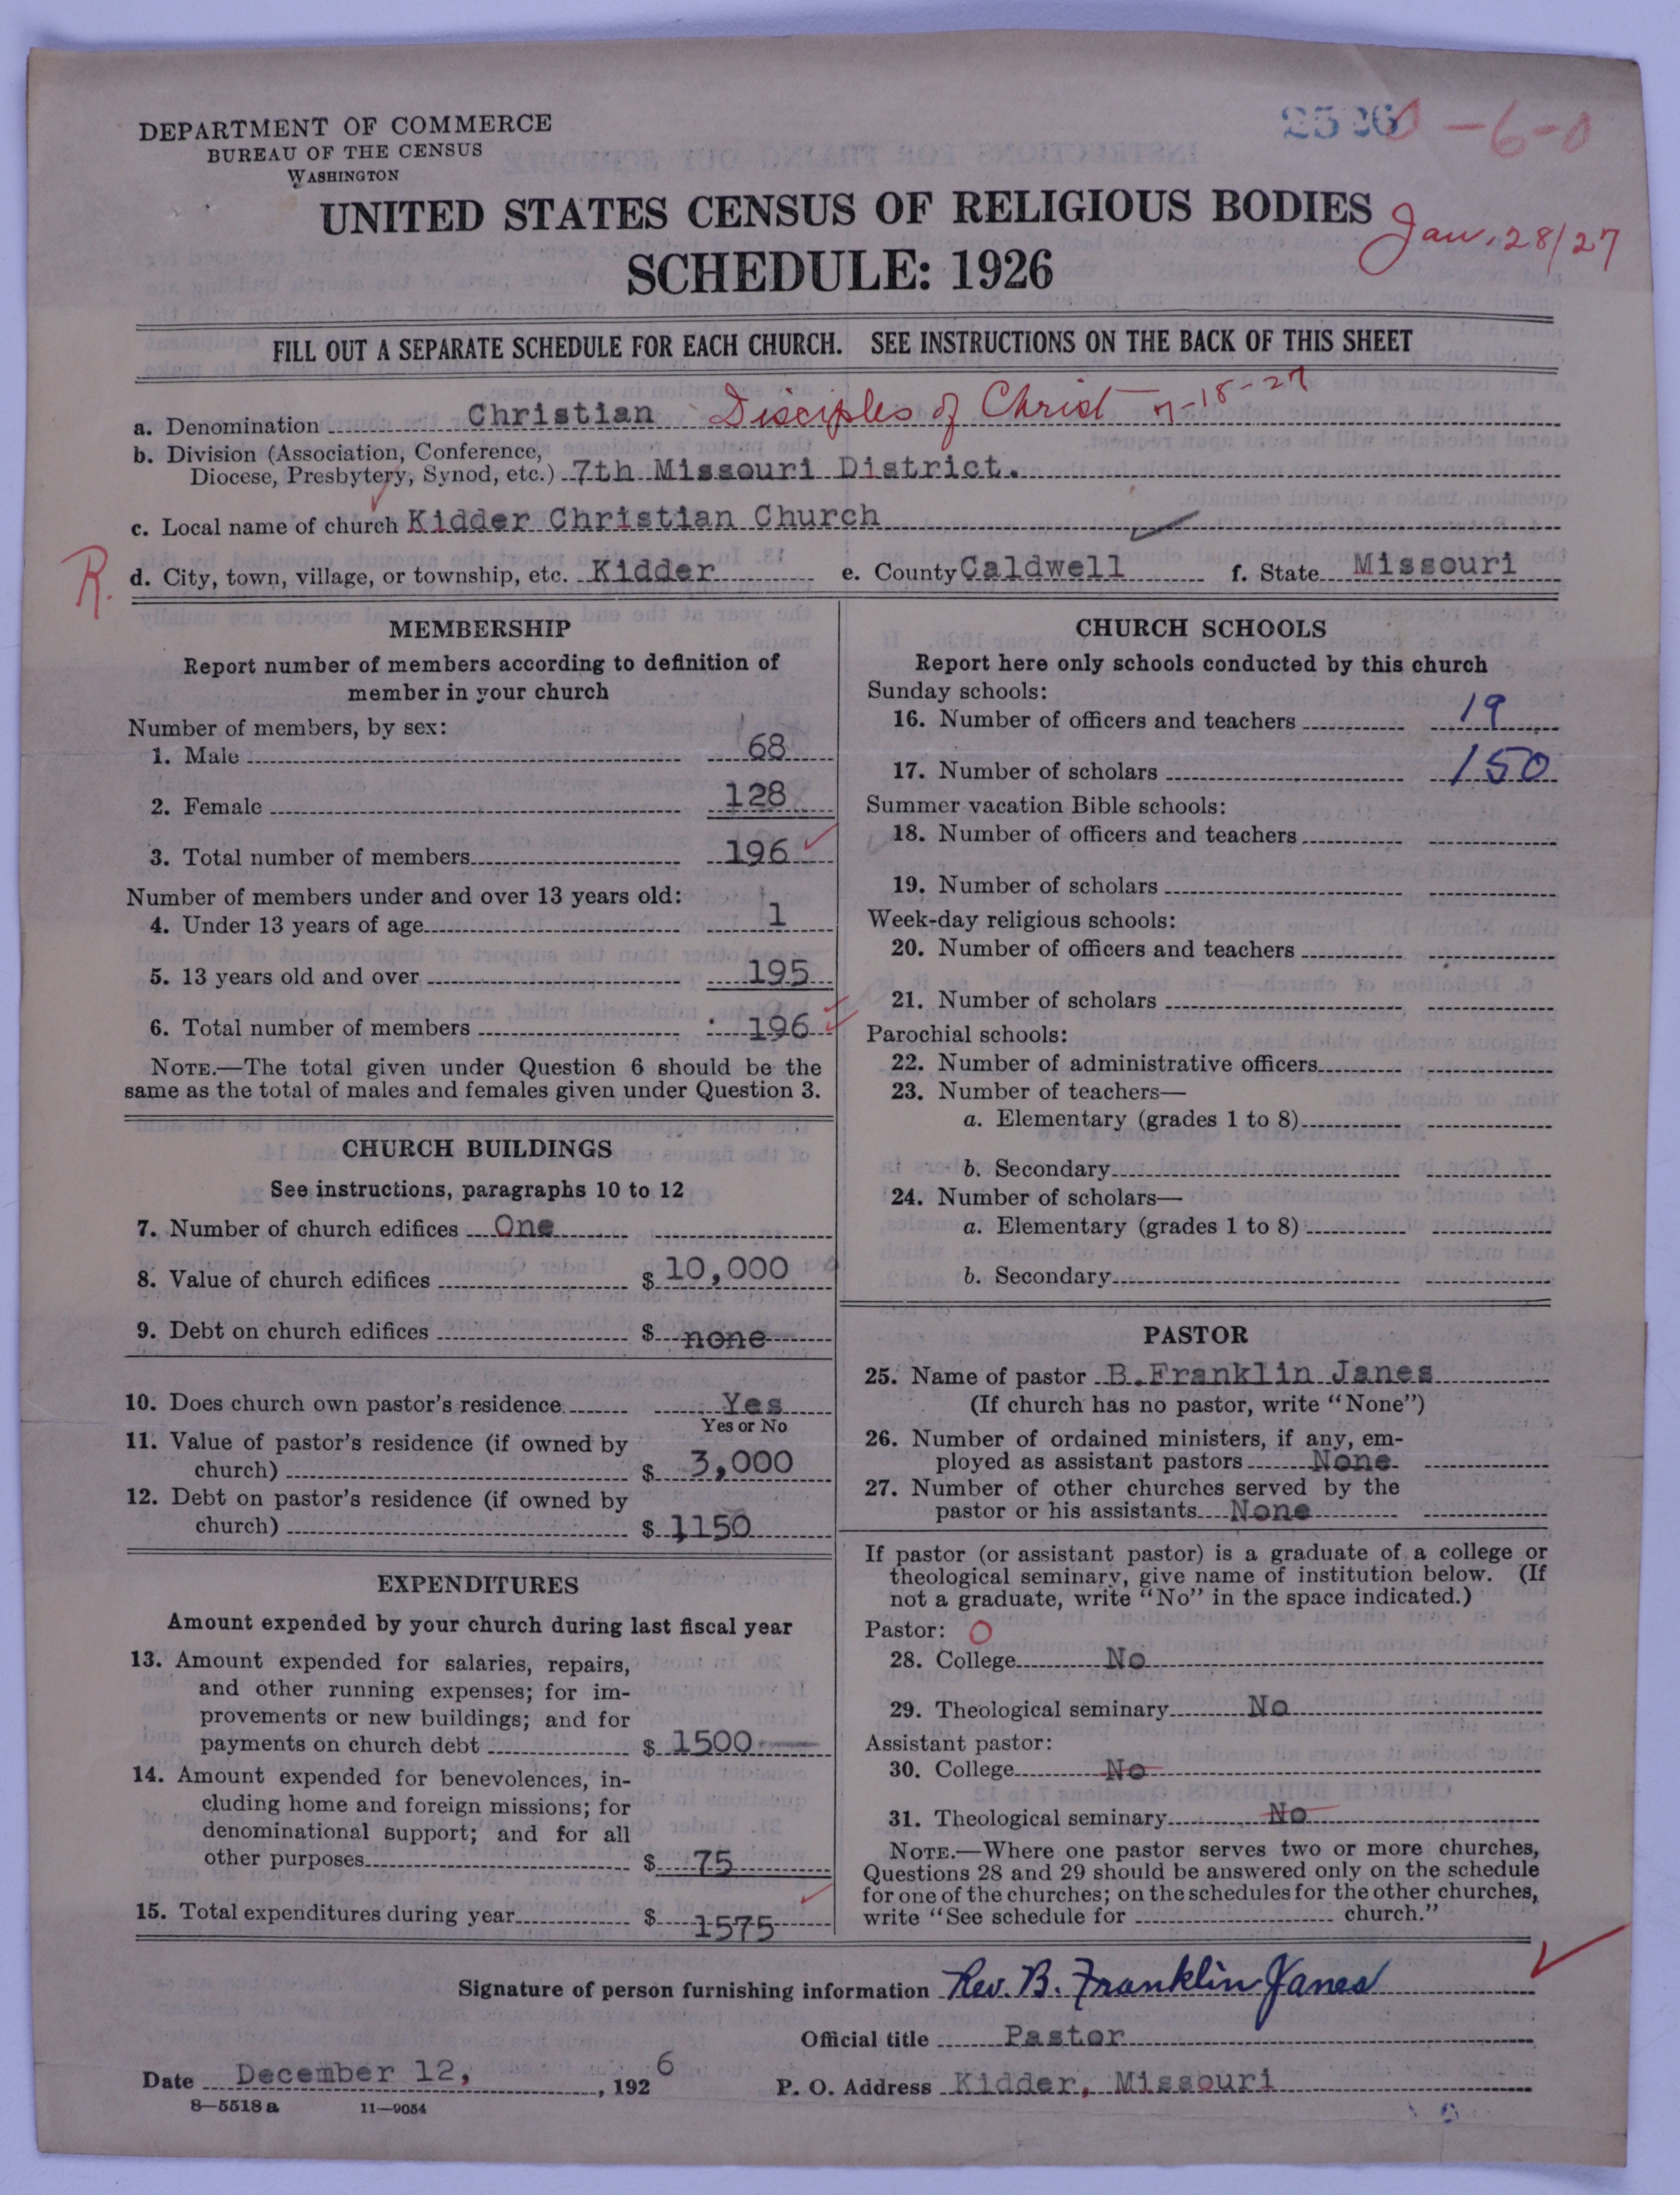 DEPARTMENT OF COMMERCE
BUREAU OF THE CENSUS
WASHINGTON
2526
0-6-0
UNITED STATES CENSUS OF RELIGIOUS BODIES
Jan. 28/27
SCHEDULE: 1926
FILL OUT A SEPARATE SCHEDULE FOR EACH CHURCH. SEE INSTRUCTIONS ON THE BACK OF THIS SHEET
a. Denomination Christian Disciples of Christ 7-18-27
b. Division (Association, Conference,
Diocese, Presbytery, Synod, etc.) 7th Missouri District.
c. Local name of church Kidder Christian Church
R.
d. City, town, village, or township, etc. Kidder e. County Caldwell f. State Missouri
MEMBERSHIP
Report number of members according to definition of
member in your church
Number of members, by sex:
1. Male 68
2. Female 128
3. Total number of members 196
Number of members under and over 13 years old:
4. Under 13 years of age 1
5. 13 years old and over 195
6. Total number of members 196
NOTE.—The total given under Question 6 should be the
same as the total of males and females given under Question 3.
CHURCH BUILDINGS
See instructions, paragraphs 10 to 12
7. Number of church edifices One
8. Value of church edifices $ 10,000
9. Debt on church edifices $ none
10. Does church own pastor's residence Yes
Yes or No
11. Value of pastor's residence (if owned by
church) $ 3,000
12. Debt on pastor's residence (if owned by
church) $ 1150
EXPENDITURES
Amount expended by your church during last fiscal year
13. Amount expended for salaries, repairs,
and other running expenses; for im-
provements or new buildings; and for
payments on church debt $ 1500
14. Amount expended for benevolences, in-
cluding home and foreign missions; for
denominational support; and for all
other purposes $ 75
15. Total expenditures during year $ 1575
CHURCH SCHOOLS
Report here only schools conducted by this church
Sunday schools:
16. Number of officers and teachers 19
17. Number of scholars 150
Summer vacation Bible schools:
18. Number of officers and teachers
19. Number of scholars
Week-day religious schools:
20. Number of officers and teachers
21. Number of scholars
Parochial schools:
22. Number of administrative officers
23. Number of teachers—
a. Elementary (grades 1 to 8)
b. Secondary
24. Number of scholars—
a. Elementary (grades 1 to 8)
b. Secondary
PASTOR
25. Name of pastor B.Franklin Janes
(If church has no pastor, write "None")
26. Number of ordained ministers, if any, em-
ployed as assistant pastors None
27. Number of other churches served by the
pastor or his assistants None
If pastor (or assistant pastor) is a graduate of a college or
theological seminary, give name of institution below. (If
not a graduate, write "No" in the space indicated.)
Pastor: O
28. College No
29. Theological seminary No
Assistant pastor:
30. College No
31. Theological seminary No
NOTE.—Where one pastor serves two or more churches,
Questions 28 and 29 should be answered only on the schedule
for one of the churches; on the schedules for the other churches,
write "See schedule for church."
Signature of person furnishing information Rev. B. Franklin Janes
Official title Pastor
Date December 12, , 1926 P. O. Address Kidder, Missouri
8—5518 a 11—9054